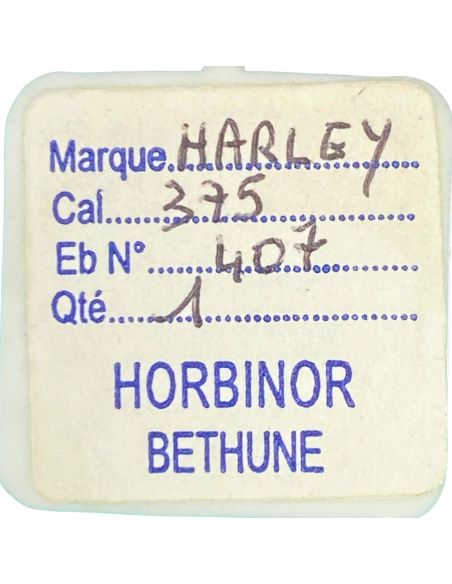 Marque..HARLEY......
Cal......375......
Eb N°......407......
Qté......1......
HORBINOR
BETHUNE